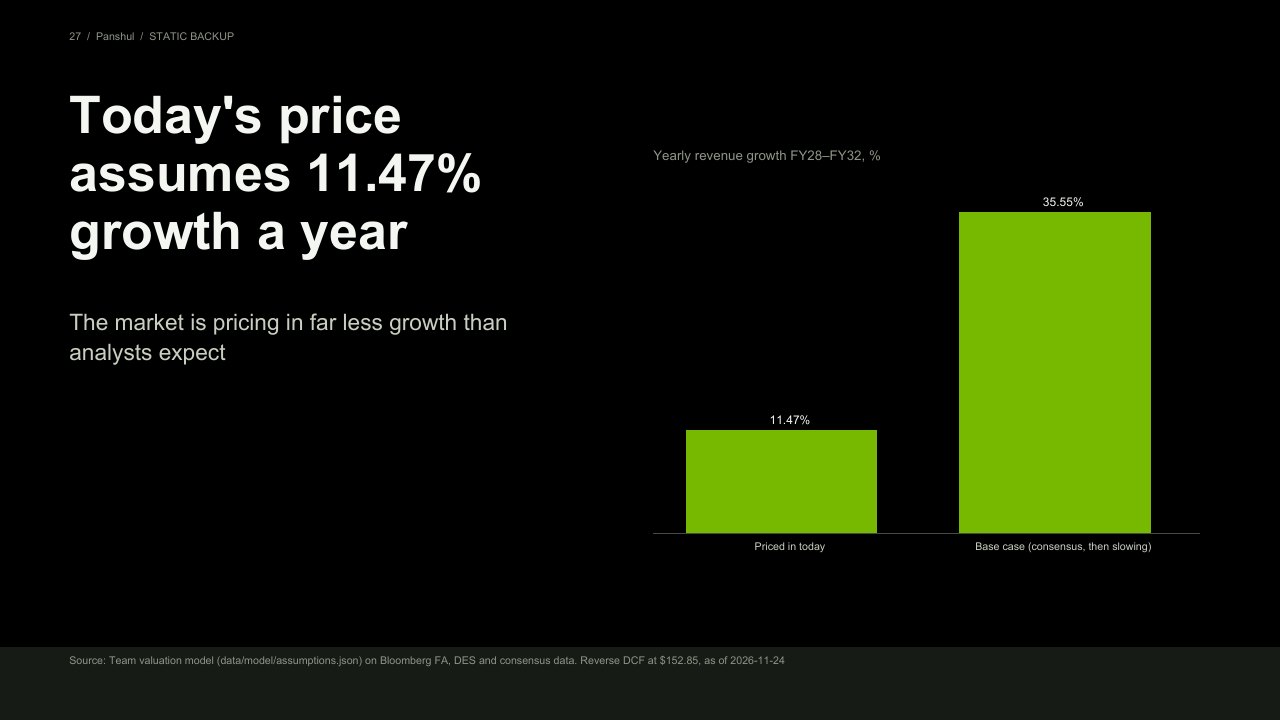 27 / Panshul / STATIC BACKUP
Today's price
assumes 11.47%
growth a year
The market is pricing in far less growth than
analysts expect
Yearly revenue growth FY28–FY32, %
35.55%
11.47%
Priced in today
Base case (consensus, then slowing)
Source: Team valuation model (data/model/assumptions.json) on Bloomberg FA, DES and consensus data. Reverse DCF at $152.85, as of 2026-11-24